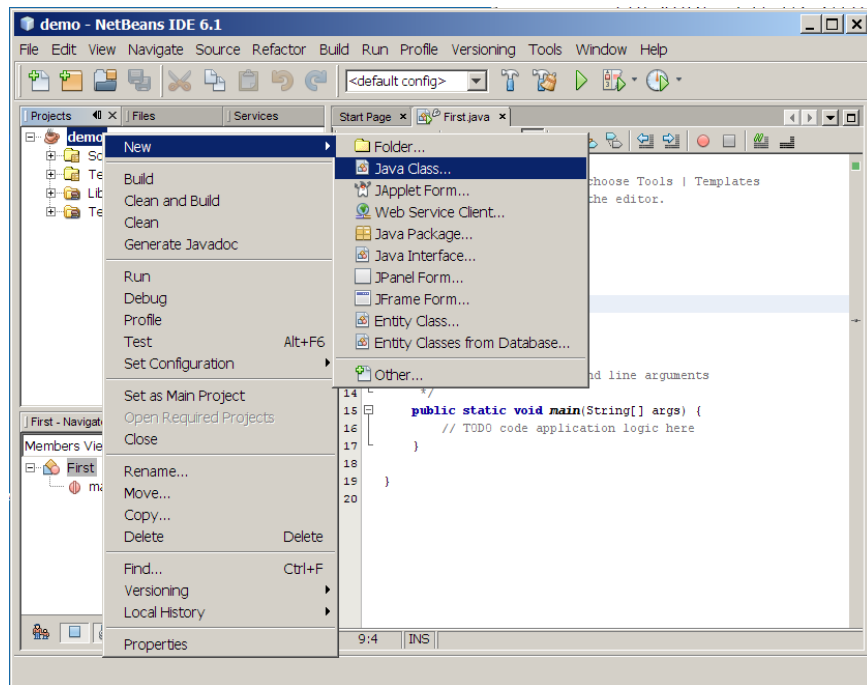 demo - NetBeans IDE 6.1
File Edit View Navigate Source Refactor Build Run Profile Versioning Tools Window Help
<default config>
Projects Files Services
Start Page First.java
demo
New
Build
Clean and Build
Clean
Generate Javadoc
Run
Debug
Profile
Test Alt+F6
Set Configuration
Set as Main Project
Open Required Projects
Close
Rename...
Move...
Copy...
Delete Delete
Find... Ctrl+F
Versioning
Local History
Properties
Folder...
Java Class...
JApplet Form...
Web Service Client...
Java Package...
Java Interface...
JPanel Form...
JFrame Form...
Entity Class...
Entity Classes from Database...
Other...
choose Tools | Templates
the editor.
line arguments
14 */
15 public static void main(String[] args) {
16 // TODO code application logic here
17 }
18
19 }
20
First - Navigat
Members Vie
First
9:4 INS